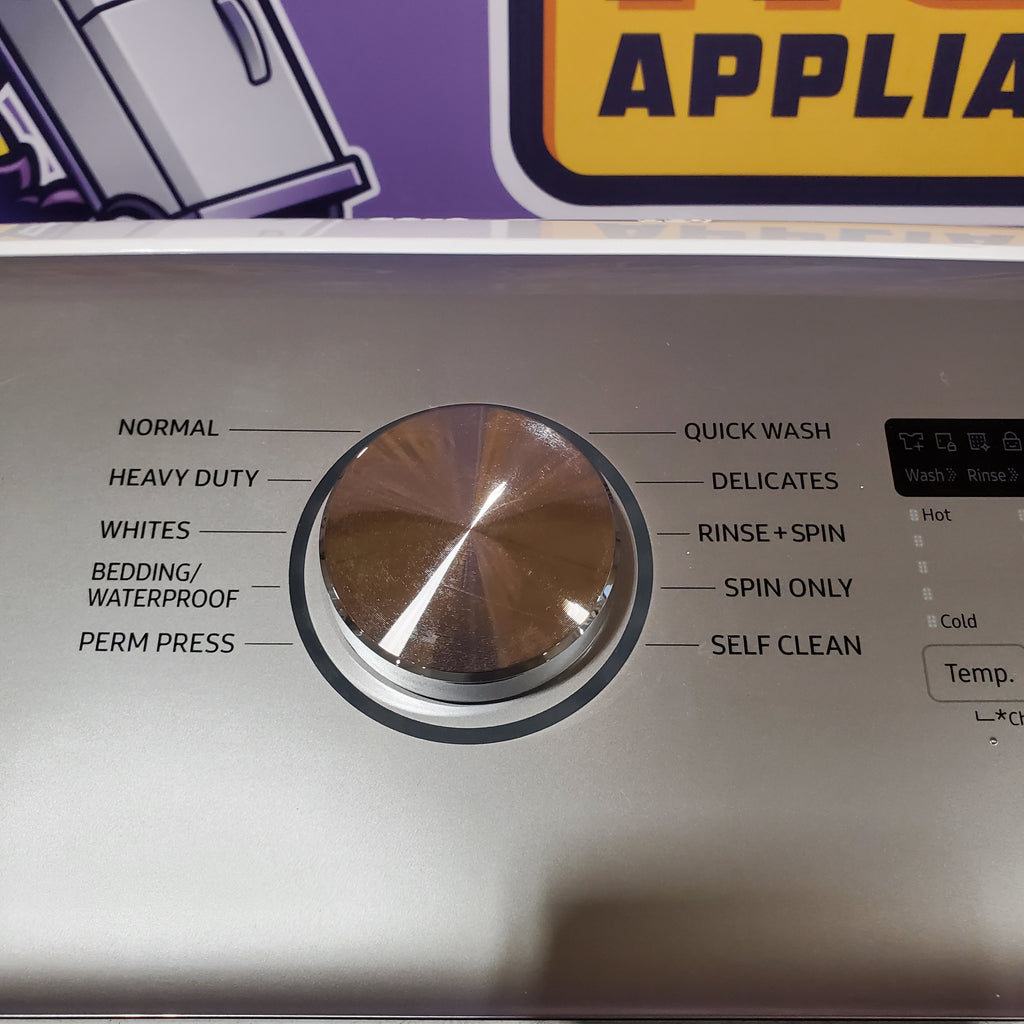 APPLIA
NORMAL
HEAVY DUTY
WHITES
BEDDING/
WATERPROOF
PERM PRESS
QUICK WASH
DELICATES
RINSE + SPIN
SPIN ONLY
SELF CLEAN
Wash Rinse
Hot
Cold
Temp.
*Ch